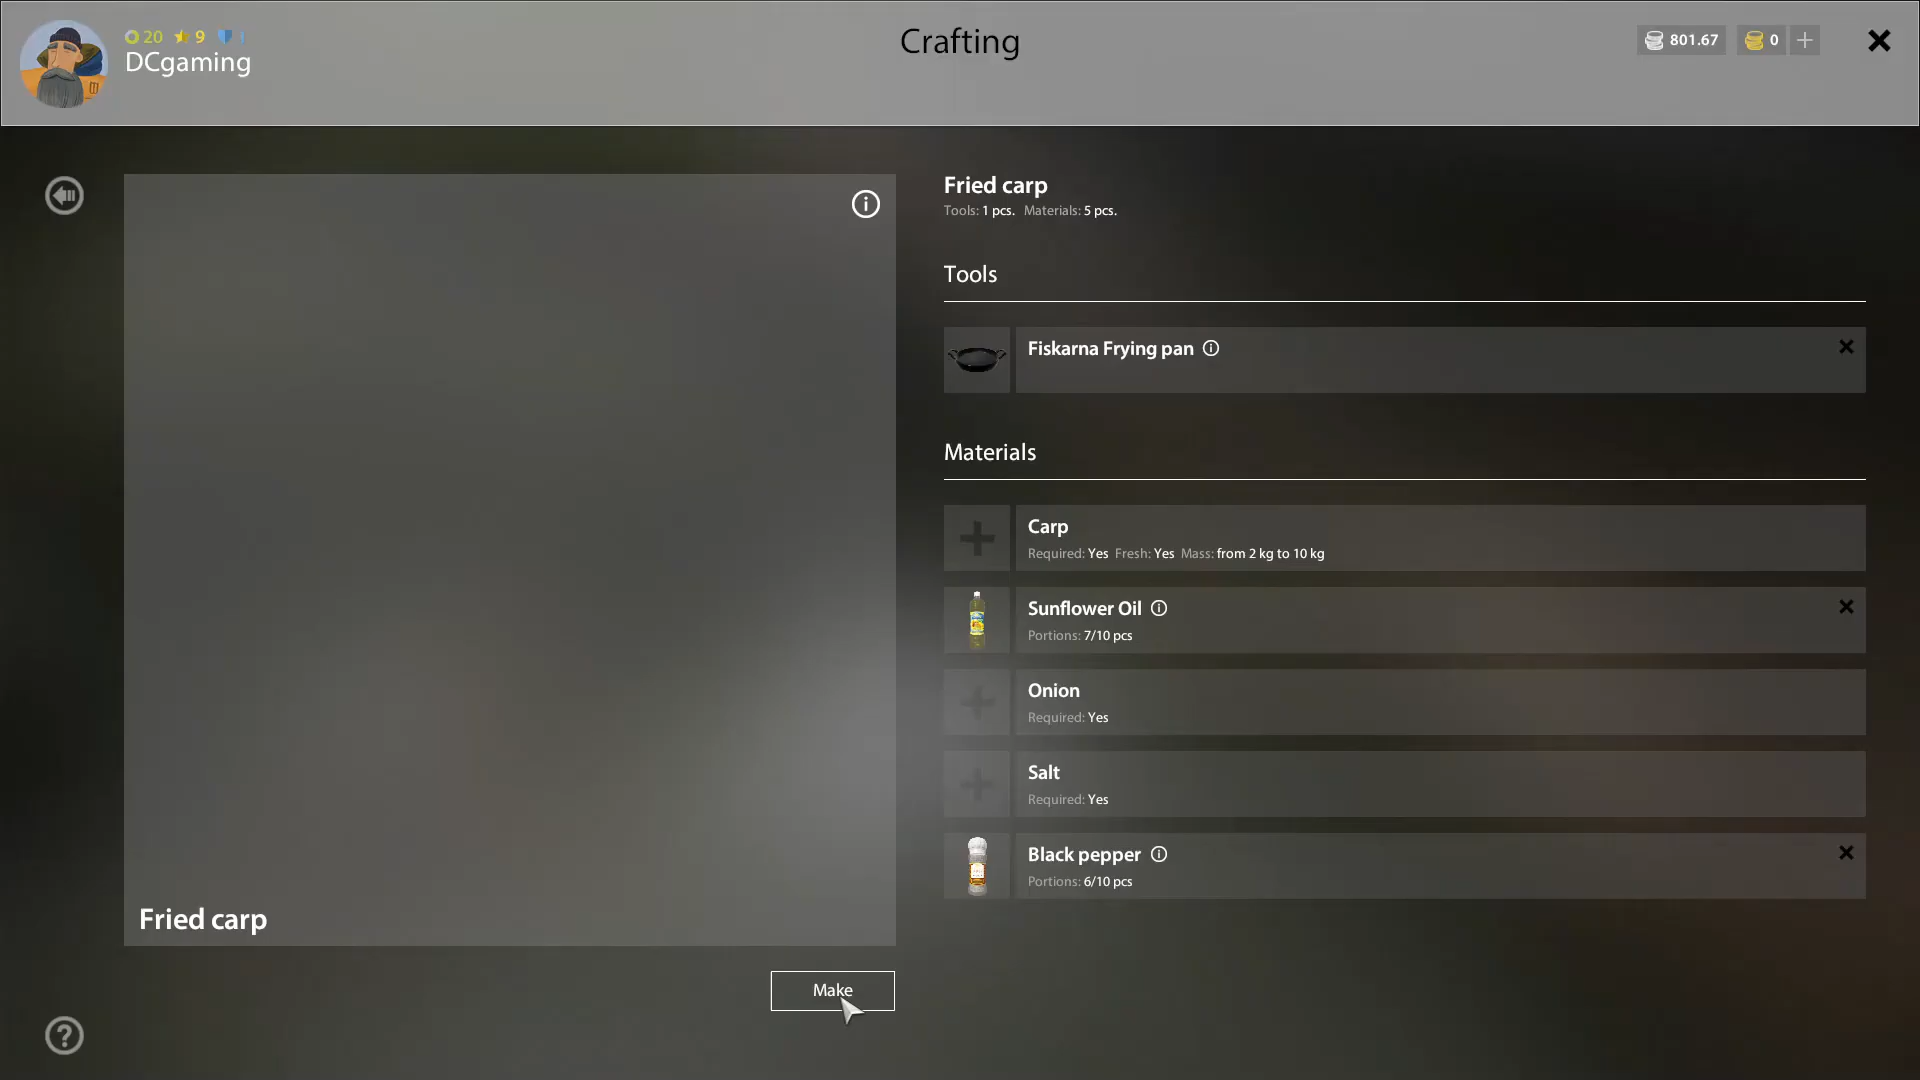 20 9 1
DCgaming
Crafting
801.67 0
Fried carp
Tools: 1 pcs. Materials: 5 pcs.
Tools
Fiskarna Frying pan
Materials
Carp
Required: Yes Fresh: Yes Mass: from 2 kg to 10 kg
Sunflower Oil
Portions: 7/10 pcs
Onion
Required: Yes
Salt
Required: Yes
Black pepper
Portions: 6/10 pcs
Fried carp
Make